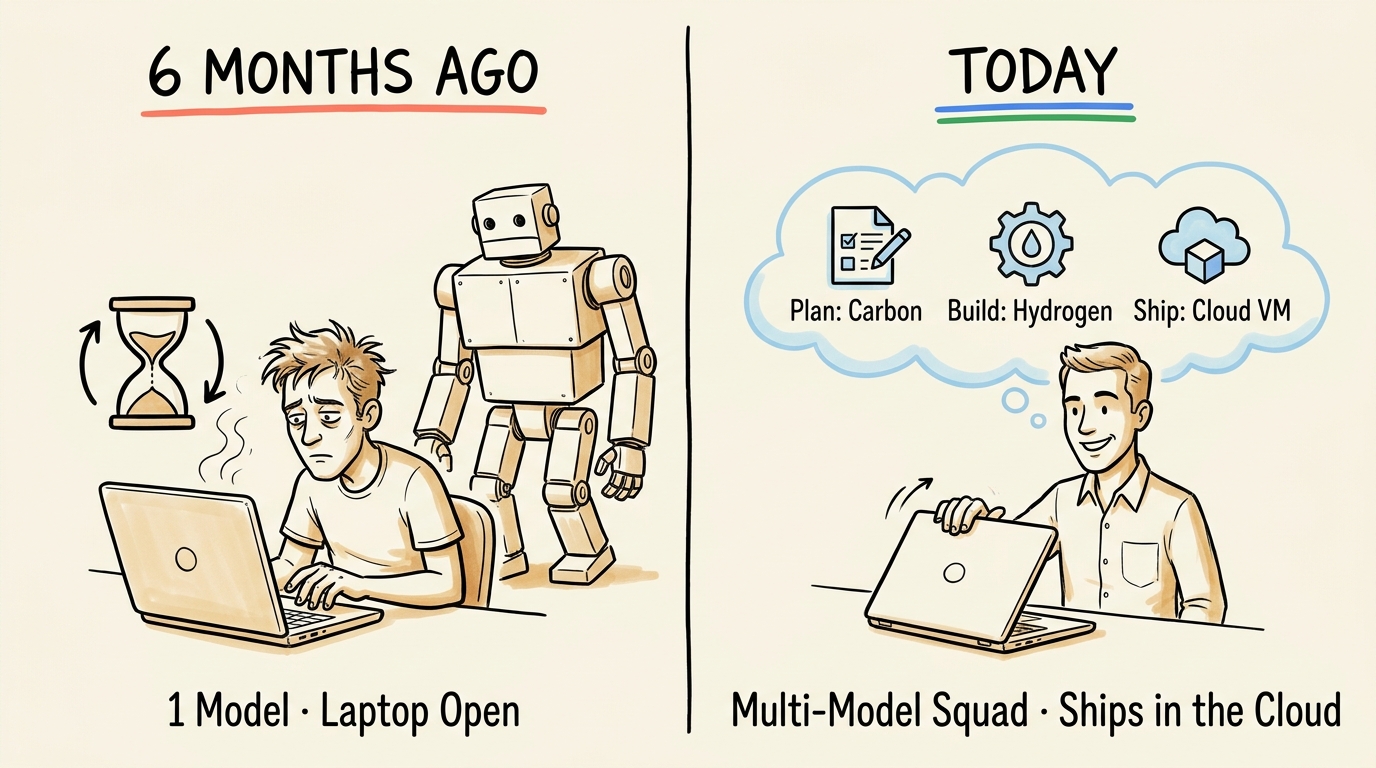 6 MONTHS AGO
1 Model · Laptop Open
TODAY
Plan: Carbon
Build: Hydrogen
Ship: Cloud VM
Multi-Model Squad · Ships in the Cloud